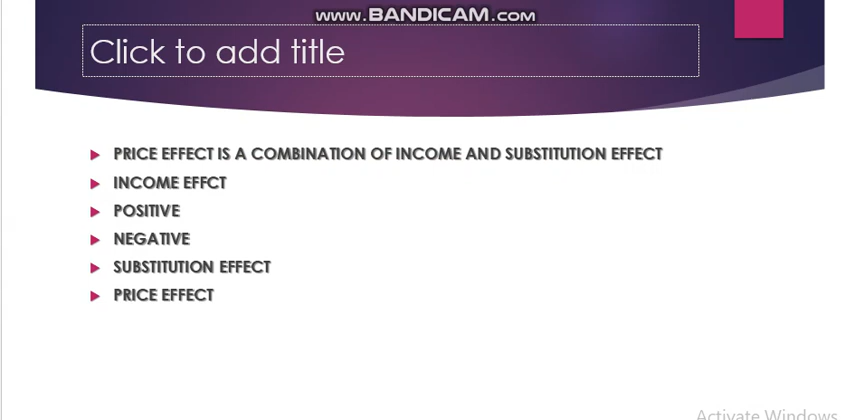 www.BANDICAM.com
Click to add title
PRICE EFFECT IS A COMBINATION OF INCOME AND SUBSTITUTION EFFECT
INCOME EFFCT
POSITIVE
NEGATIVE
SUBSTITUTION EFFECT
PRICE EFFECT
Activate Windows